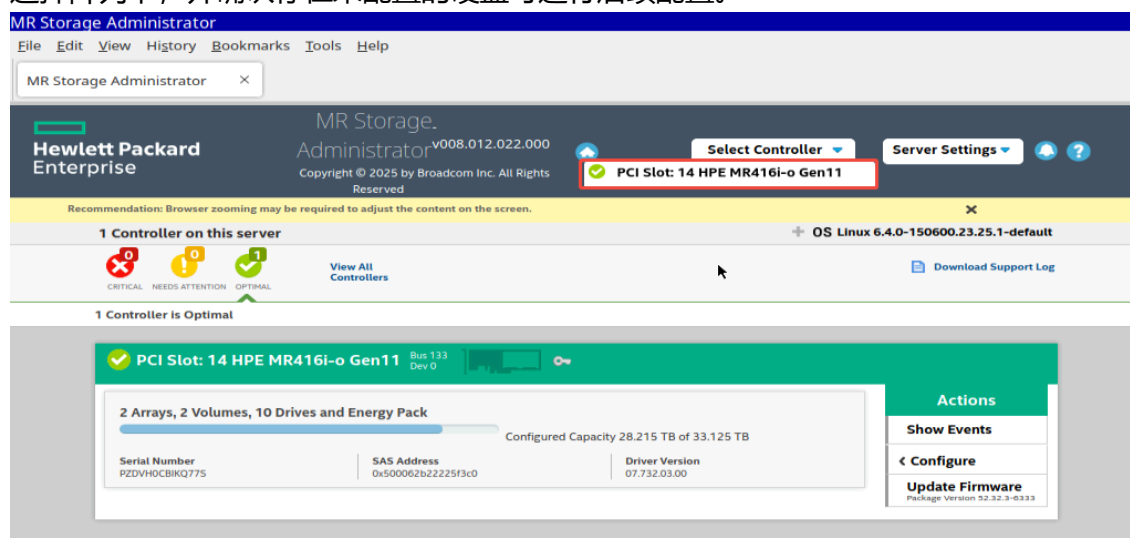 MR Storage Administrator
File Edit View History Bookmarks Tools Help
MR Storage Administrator ×
Hewlett Packard
Enterprise
MR Storage
Administrator v008.012.022.000
Copyright © 2025 by Broadcom Inc. All Rights
Reserved
Select Controller
Server Settings
?
PCI Slot: 14 HPE MR416i-o Gen11
Recommendation: Browser zooming may be required to adjust the content on the screen.
1 Controller on this server
OS Linux 6.4.0-150600.23.25.1-default
0 0 1
CRITICAL NEEDS ATTENTION OPTIMAL
View All
Controllers
Download Support Log
1 Controller is Optimal
PCI Slot: 14 HPE MR416i-o Gen11 Bus 133
Dev 0
2 Arrays, 2 Volumes, 10 Drives and Energy Pack
Configured Capacity 28.215 TB of 33.125 TB
Serial Number
PZDVH0CBIKQ77S
SAS Address
0x500062b22225f3c0
Driver Version
07.732.03.00
Actions
Show Events
Configure
Update Firmware
Package Version 52.32.3-6333